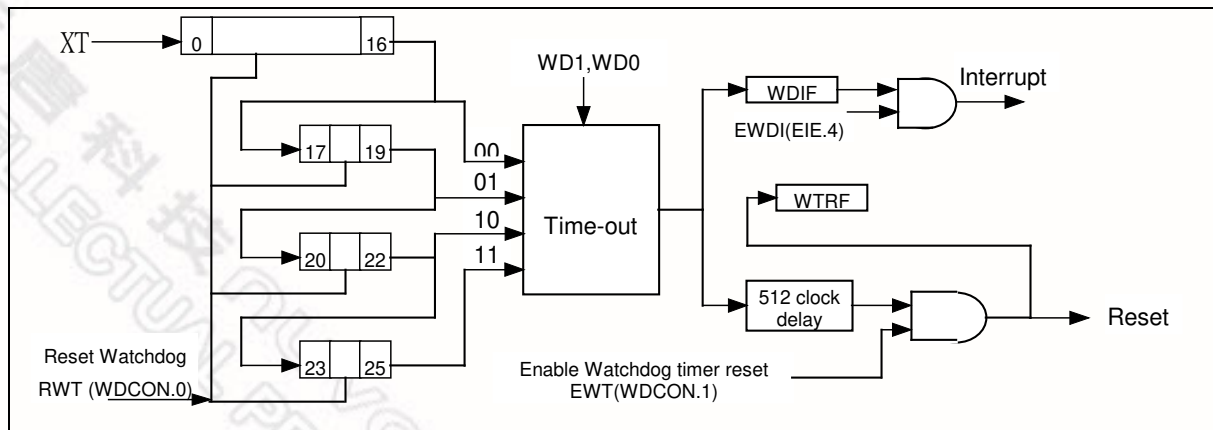 XT
0
16
WD1,WD0
WDIF
Interrupt
EWDI(EIE.4)
17
19
00
01
WTRF
10
Time-out
20
22
11
512 clock
delay
Reset
Reset Watchdog
RWT (WDCON.0)
23
25
Enable Watchdog timer reset
EWT(WDCON.1)
科技